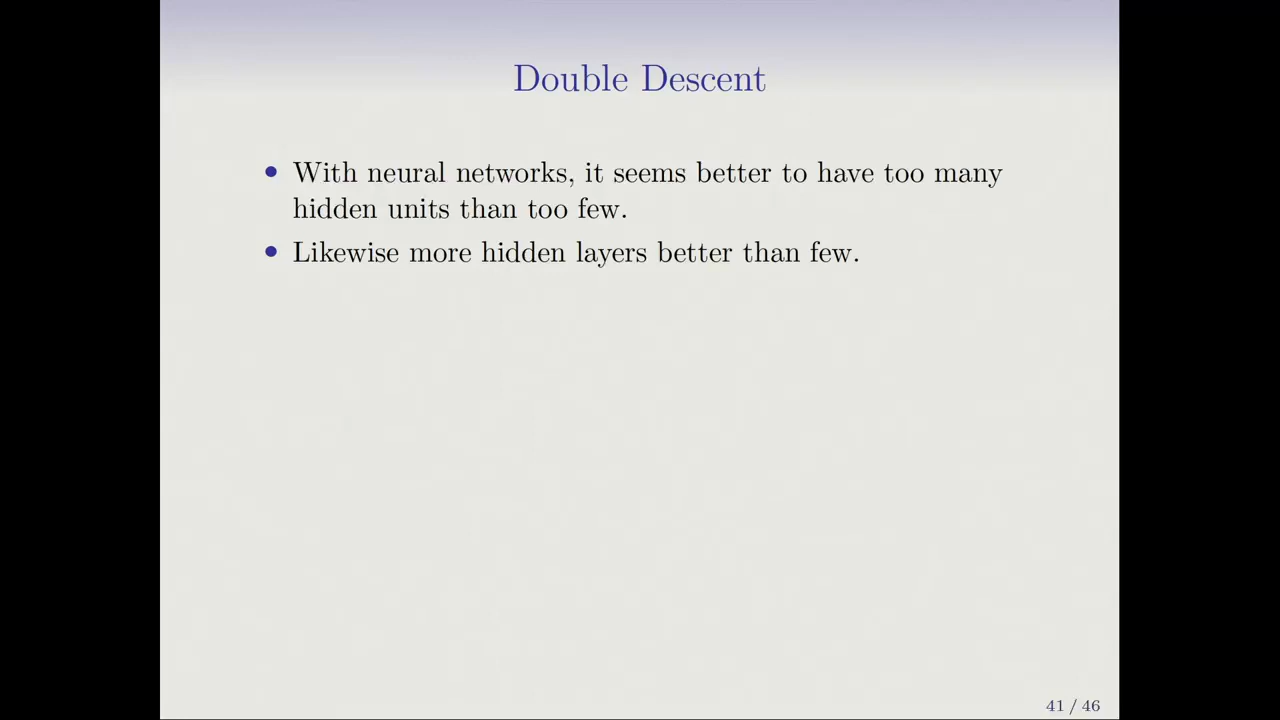 Double Descent
• With neural networks, it seems better to have too many
hidden units than too few.
• Likewise more hidden layers better than few.
41 / 46